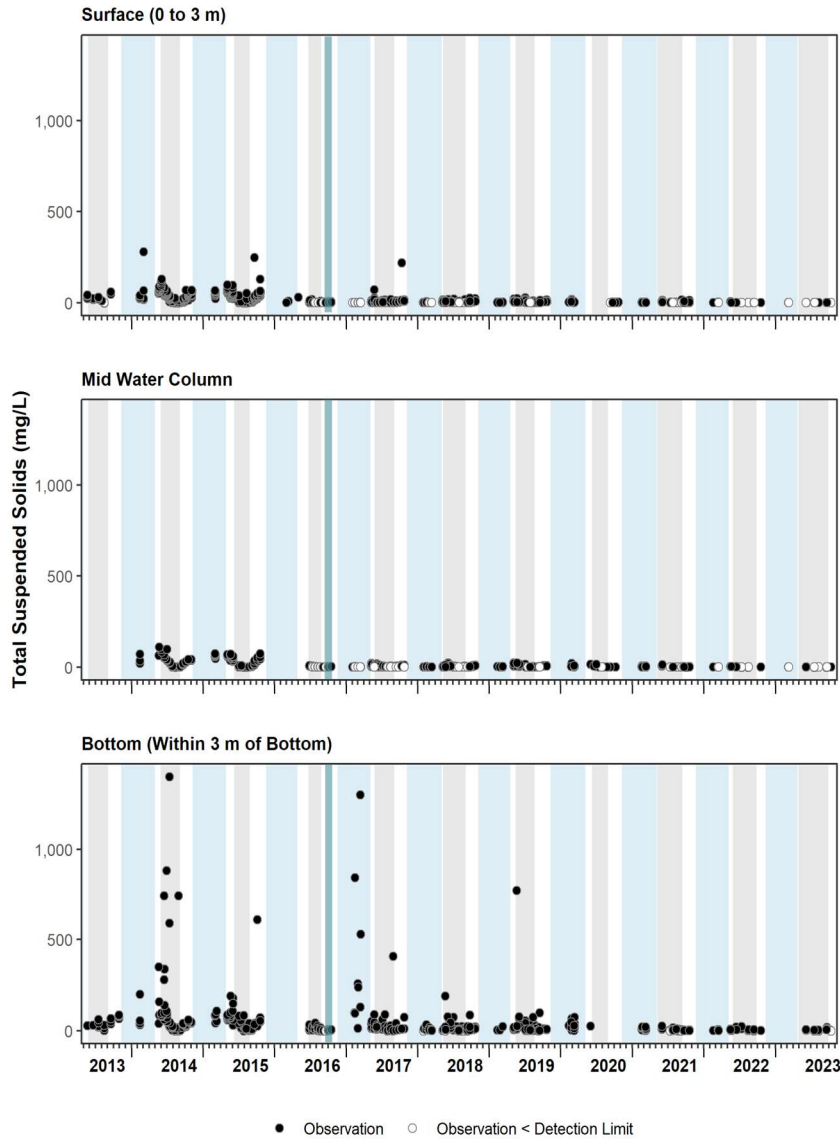 Surface (0 to 3 m)
1,000
500
0
Mid Water Column
1,000
500
0
Total Suspended Solids (mg/L)
Bottom (Within 3 m of Bottom)
1,000
500
0
2013 2014 2015 2016 2017 2018 2019 2020 2021 2022 2023
Observation Observation < Detection Limit